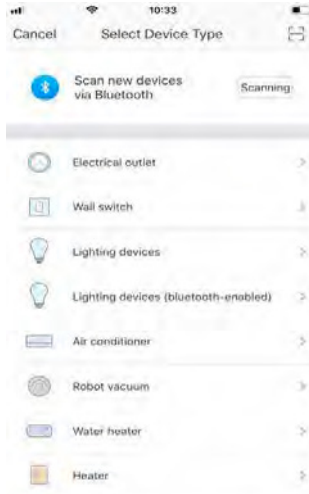 10:33
Cancel Select Device Type
Scan new devices
via Bluetooth
Scanning
Electrical outlet
Wall switch
Lighting devices
Lighting devices (bluetooth-enabled)
Air conditioner
Robot vacuum
Water heater
Heater